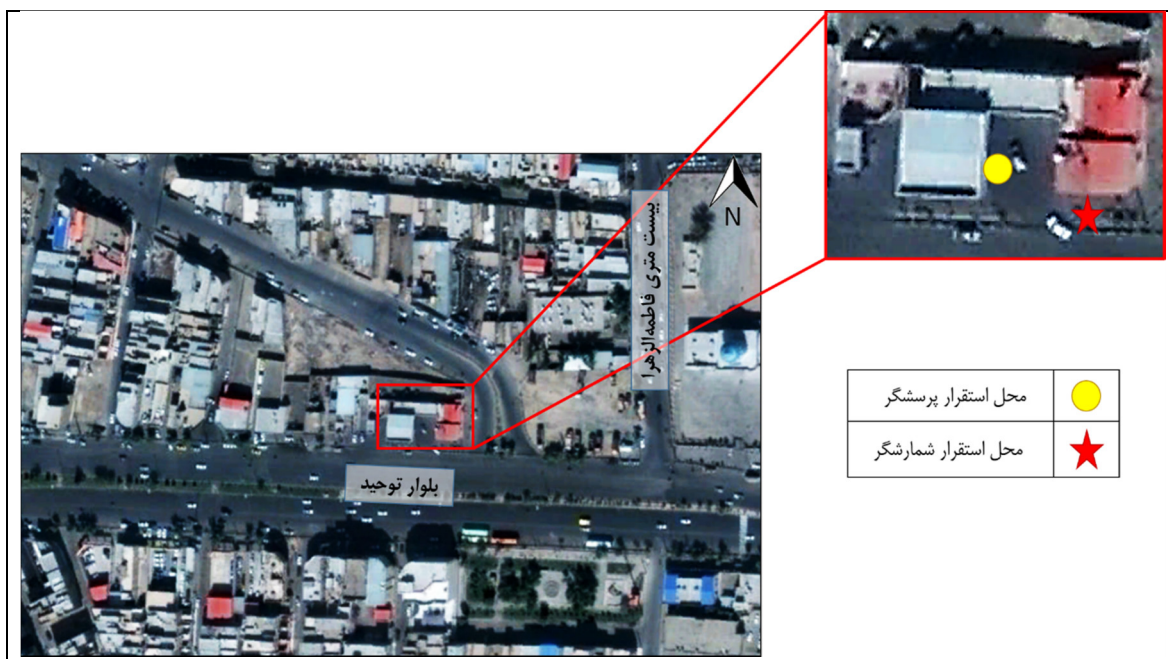 بیست متری فاطمه‌الزهرا
N
بلوار توحید
محل استقرار پرسشگر
محل استقرار شمارشگر